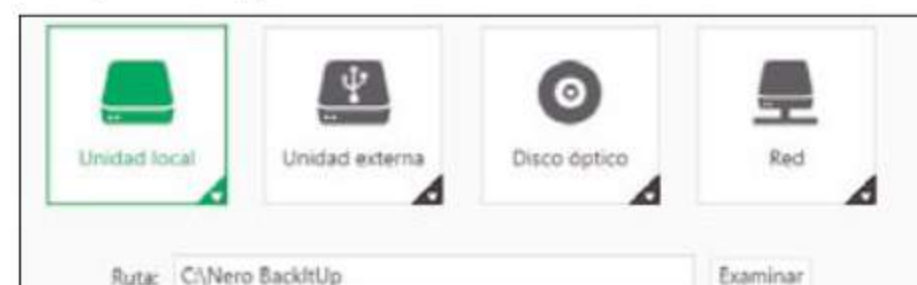 Unidad local Unidad externa Disco óptico Red
Ruta: C:\Nero BackItUp Examinar